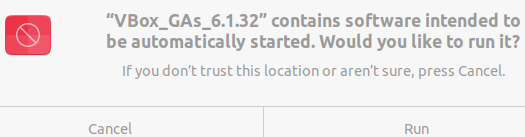 “VBox_GAs_6.1.32” contains software intended to
be automatically started. Would you like to run it?
If you don’t trust this location or aren’t sure, press Cancel.
Cancel
Run